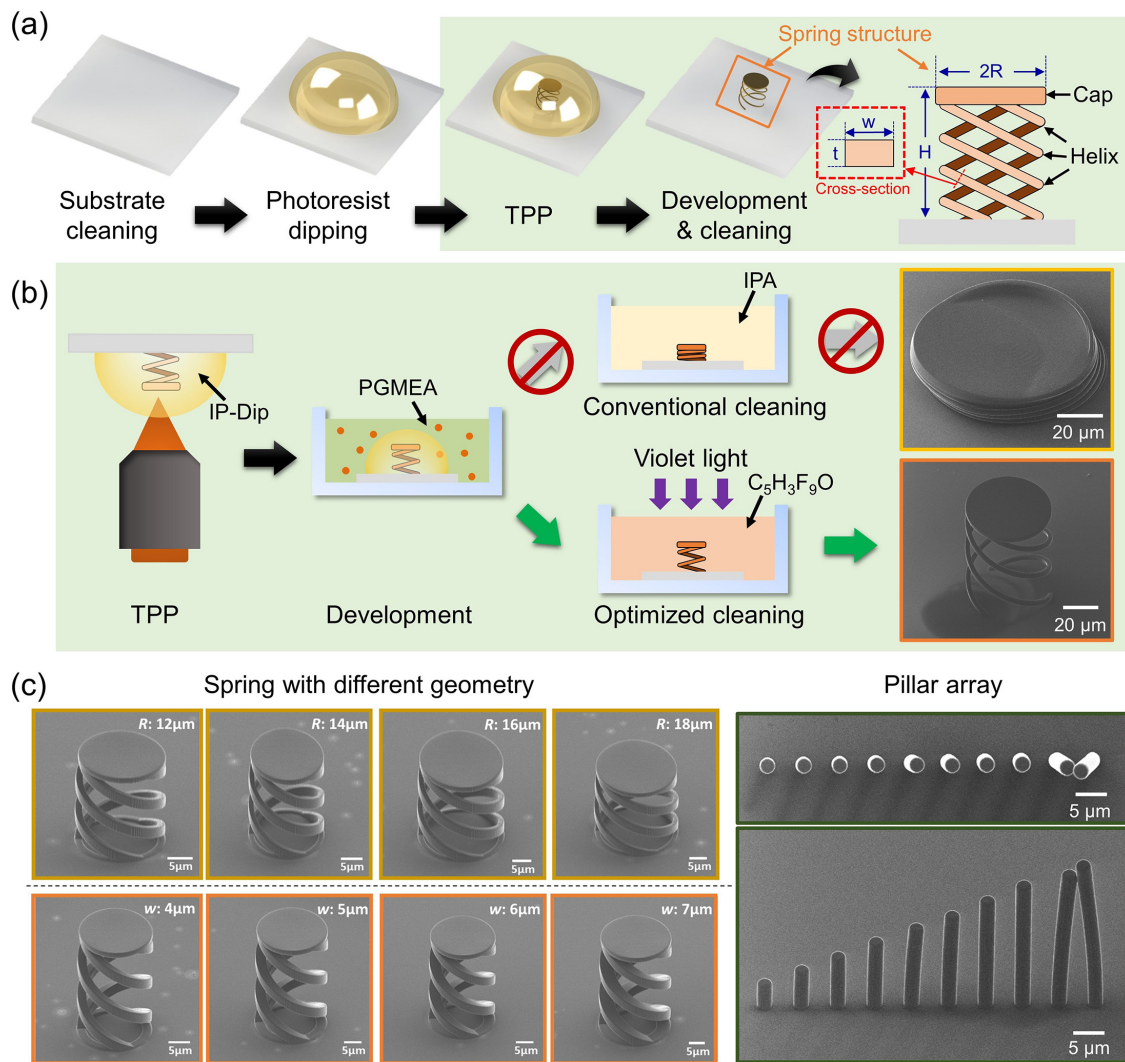 (a)
Spring structure
2R
Cap
w
t
H
Helix
Cross-section
Substrate
cleaning
Photoresist
dipping
TPP
Development
& cleaning
(b)
IPA
IP-Dip
PGMEA
Conventional cleaning
20 μm
Violet light
C₅H₃F₉O
TPP
Development
Optimized cleaning
20 μm
(c)
Spring with different geometry
Pillar array
R: 12μm
R: 14μm
R: 16μm
R: 18μm
5μm
5μm
5μm
5μm
5 μm
w: 4μm
w: 5μm
w: 6μm
w: 7μm
5μm
5μm
5μm
5μm
5 μm